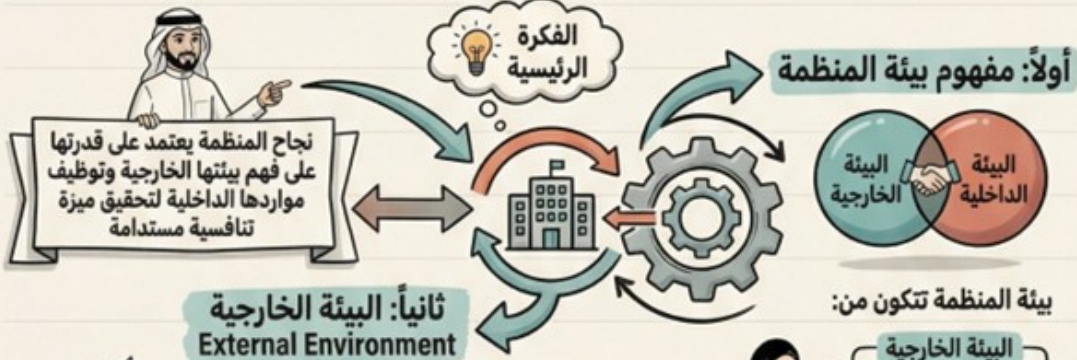 الفكرة
الرئيسية
نجاح المنظمة يعتمد على قدرتها
على فهم بيئتها الخارجية وتوظيف
مواردها الداخلية لتحقيق ميزة
تنافسية مستدامة
أولاً: مفهوم بيئة المنظمة
البيئة
الداخلية
البيئة
الخارجية
بيئة المنظمة تتكون من:
البيئة الخارجية
ثانياً: البيئة الخارجية
External Environment